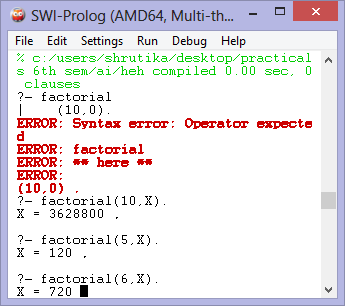 SWI-Prolog (AMD64, Multi-th...
File Edit Settings Run Debug Help
% c:/users/shrutika/desktop/practical
s 6th sem/ai/heh compiled 0.00 sec, 0
clauses
?- factorial
| (10,0).
ERROR: Syntax error: Operator expecte
d
ERROR: factorial
ERROR: ** here **
ERROR:
(10,0) .
?- factorial(10,X).
X = 3628800 .
?- factorial(5,X).
X = 120 .
?- factorial(6,X).
X = 720